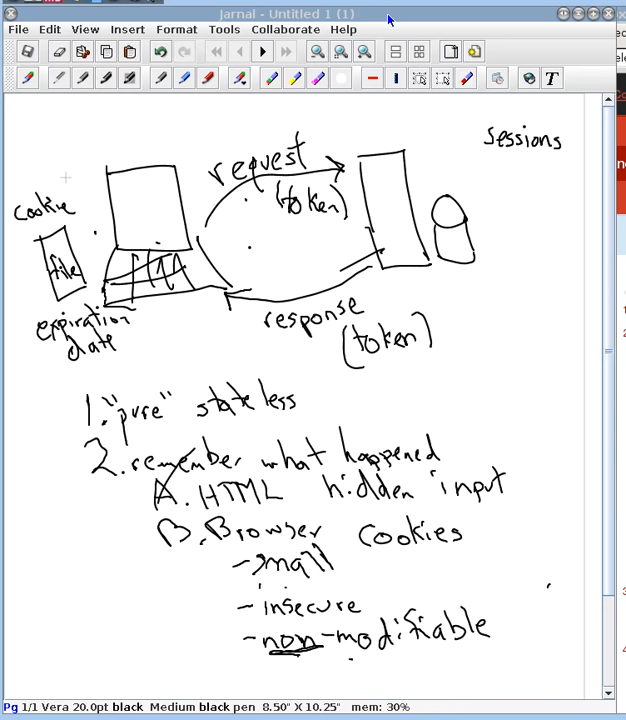 Jarnal - Untitled 1 (1)
File Edit View Insert Format Tools Collaborate Help
sessions
request
(token)
cookie
file
expiration
date
response
(token)
1. "pure" stateless
2. remember what happened
A. HTML hidden input
B. Browser cookies
- small
- insecure
- non-modifiable
Pg 1/1 Vera 20.0pt black Medium black pen 8.50" X 10.25" mem: 30%